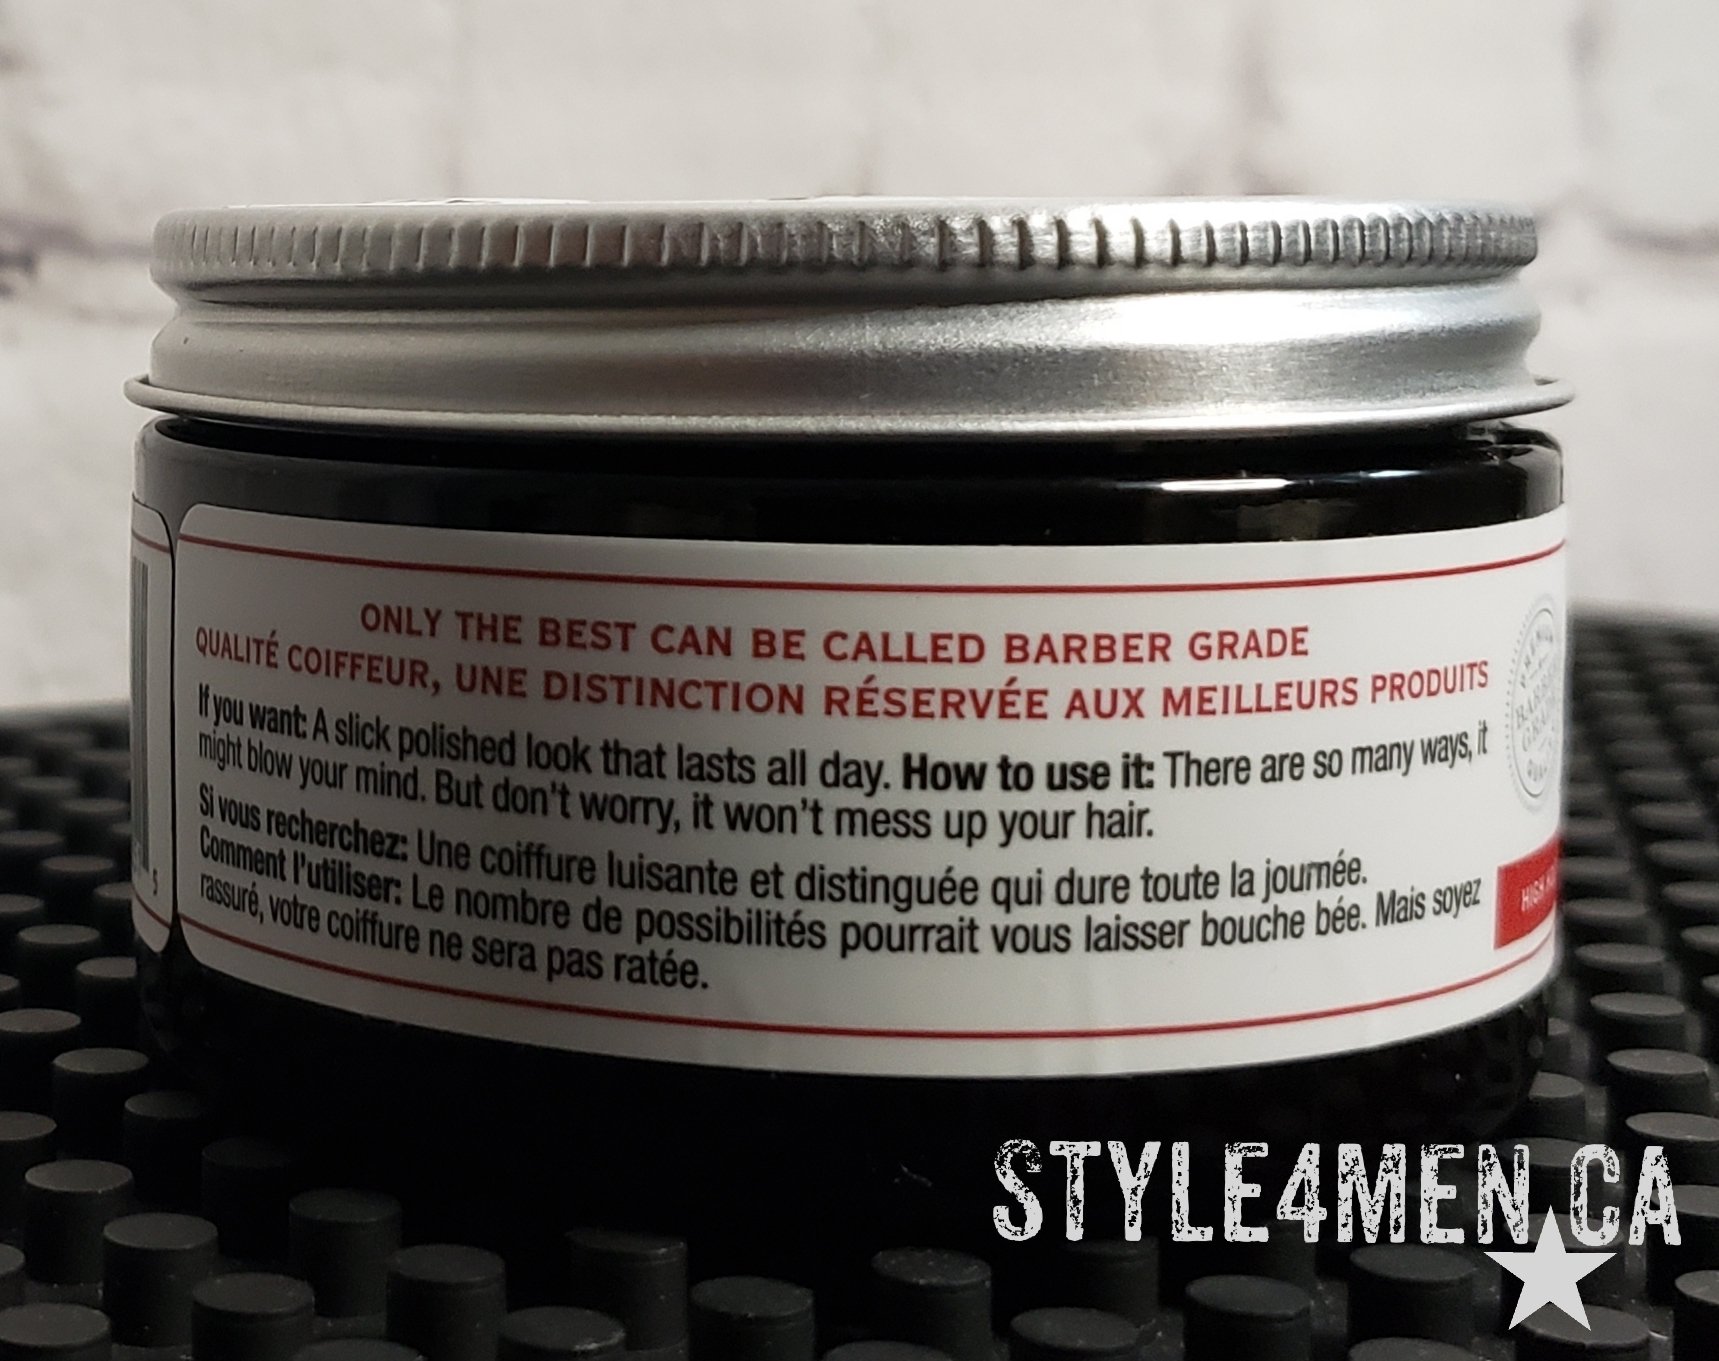 ONLY THE BEST CAN BE CALLED BARBER GRADE
QUALITÉ COIFFEUR, UNE DISTINCTION RÉSERVÉE AUX MEILLEURS PRODUITS
If you want: A slick polished look that lasts all day. How to use it: There are so many ways, it
might blow your mind. But don't worry, it won't mess up your hair.
Si vous recherchez: Une coiffure luisante et distinguée qui dure toute la journée.
Comment l'utiliser: Le nombre de possibilités pourrait vous laisser bouche bée. Mais soyez
rassuré, votre coiffure ne sera pas ratée.
HIGH
5
STYLE4MEN.CA